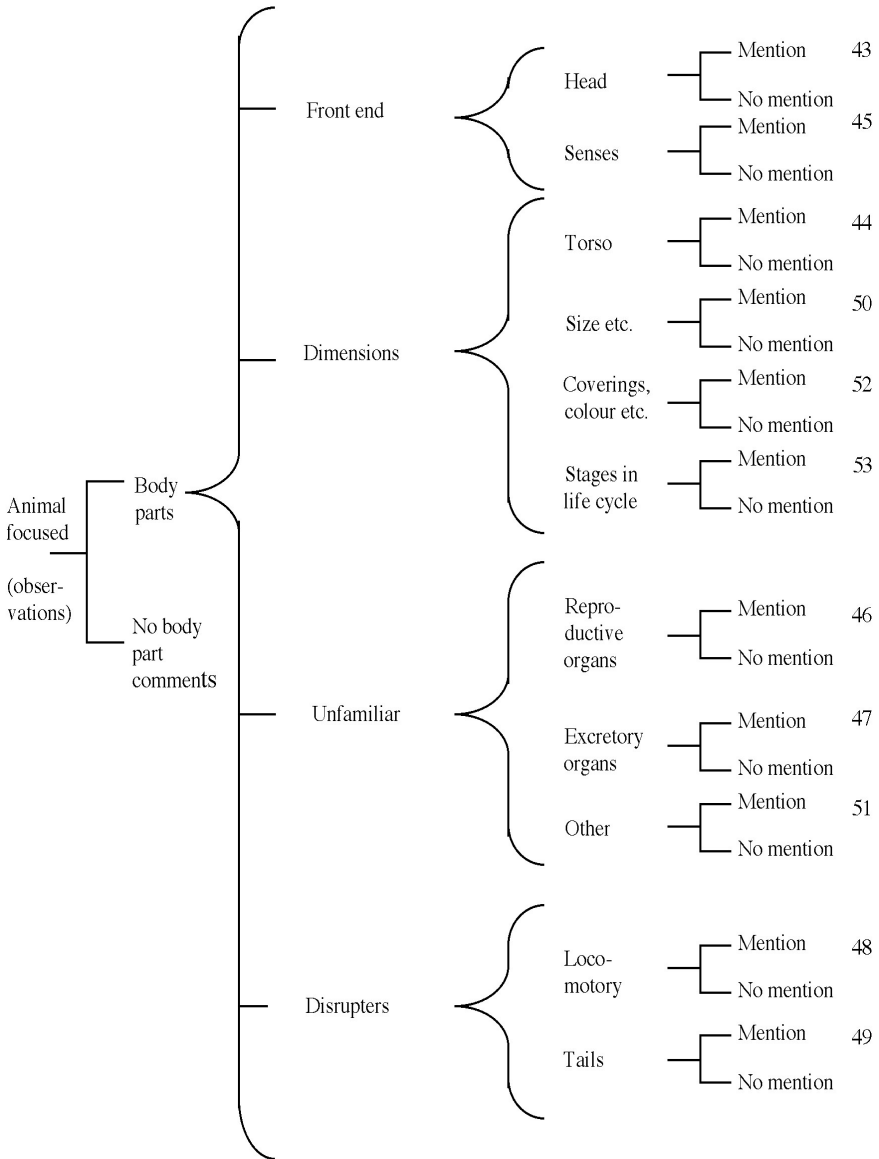 Animal
focused
(obser-
vations)
Body
parts
No body
part
comments
Front end
Head
Mention 43
No mention
Senses
Mention 45
No mention
Dimensions
Torso
Mention 44
No mention
Size etc.
Mention 50
No mention
Coverings,
colour etc.
Mention 52
No mention
Stages in
life cycle
Mention 53
No mention
Unfamiliar
Repro-
ductive
organs
Mention 46
No mention
Excretory
organs
Mention 47
No mention
Other
Mention 51
No mention
Disrupters
Loco-
motory
Mention 48
No mention
Tails
Mention 49
No mention